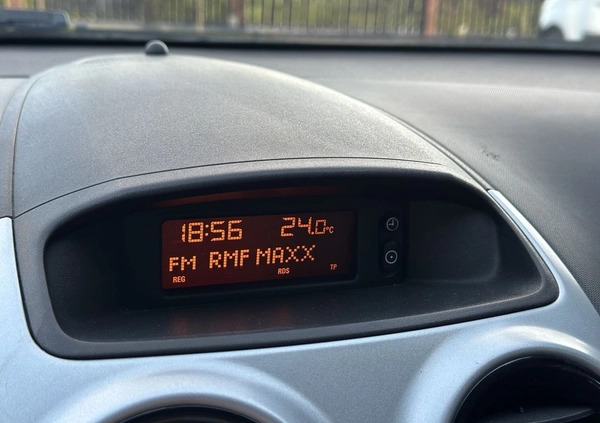 18:56 24.0°C
FM RMF MAXX
REG RDS TP